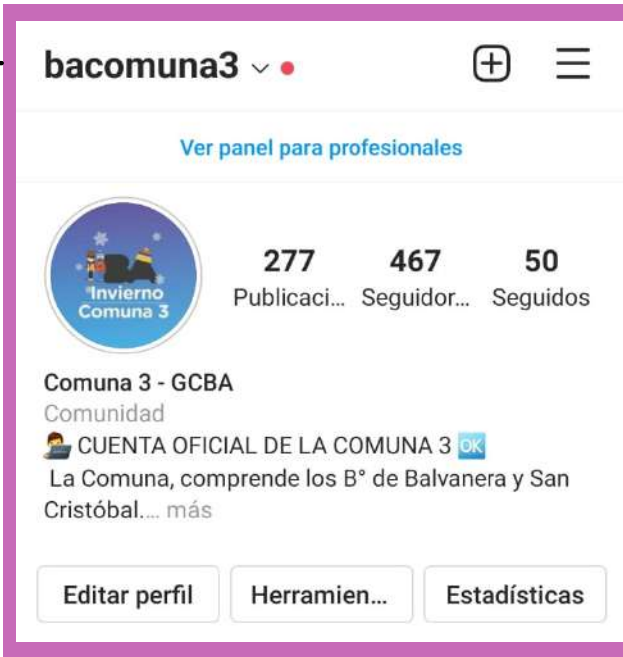 bacomuna3
Ver panel para profesionales
BA
Invierno
Comuna 3
277 467 50
Publicaci... Seguidor... Seguidos
Comuna 3 - GCBA
Comunidad
CUENTA OFICIAL DE LA COMUNA 3 🆗
La Comuna, comprende los B° de Balvanera y San
Cristóbal.... más
Editar perfil Herramien... Estadísticas